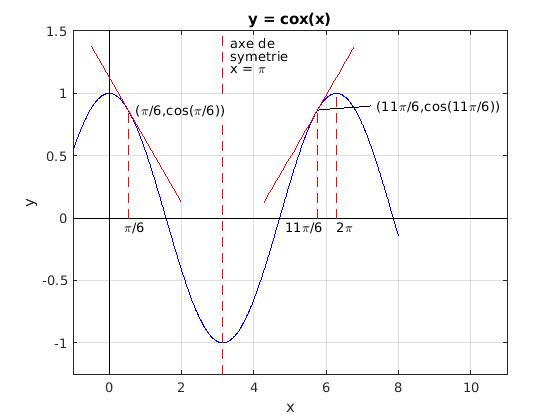 y = cox(x)
1.5
axe de
symetrie
x = π
1
(π/6,cos(π/6))
(11π/6,cos(11π/6))
0.5
y
0
π/6
11π/6
2π
-0.5
-1
0
2
4
6
8
10
x